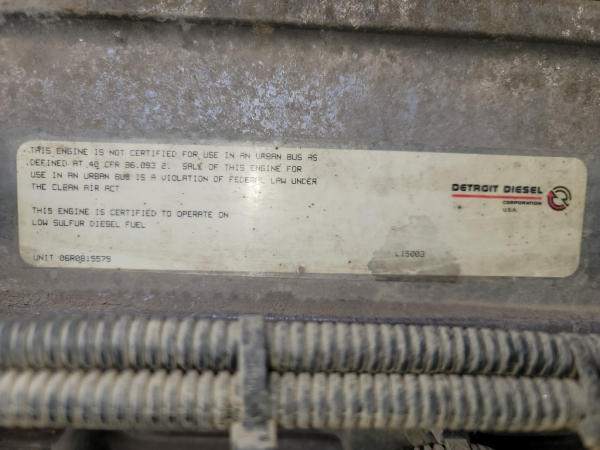 THIS ENGINE IS NOT CERTIFIED FOR USE IN AN URBAN BUS AS
DEFINED AT 40 CFR 86.093 2. SALE OF THIS ENGINE FOR
USE IN AN URBAN BUS IS A VIOLATION OF FEDERAL LAW UNDER
THE CLEAN AIR ACT
THIS ENGINE IS CERTIFIED TO OPERATE ON
LOW SULFUR DIESEL FUEL
UNIT 06R0815579
DETROIT DIESEL
CORPORATION
U.S.A.
L15003